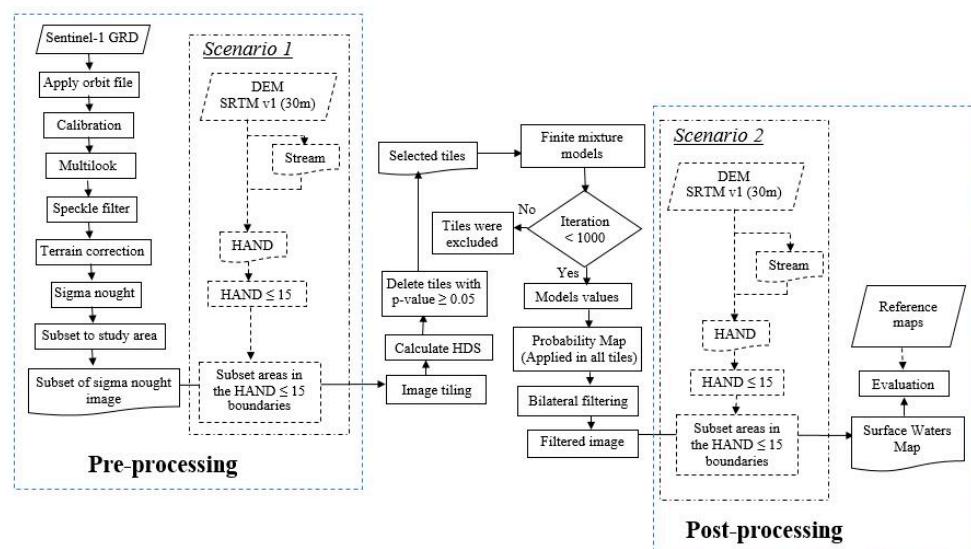 Sentinel-1 GRD
Apply orbit file
Calibration
Multilook
Speckle filter
Terrain correction
Sigma nought
Subset to study area
Subset of sigma nought
image
Scenario 1
DEM
SRTM v1 (30m)
Stream
HAND
HAND ≤ 15
Subset areas in
the HAND ≤ 15
boundaries
Pre-processing
Image tiling
Calculate HDS
Delete tiles with
p-value ≥ 0.05
Selected tiles
Finite mixture
models
Iteration
< 1000
No
Tiles were
excluded
Yes
Models values
Probability Map
(Applied in all tiles)
Bilateral filtering
Filtered image
Scenario 2
DEM
SRTM v1 (30m)
Stream
HAND
HAND ≤ 15
Subset areas in
the HAND ≤ 15
boundaries
Reference
maps
Evaluation
Surface Waters
Map
Post-processing